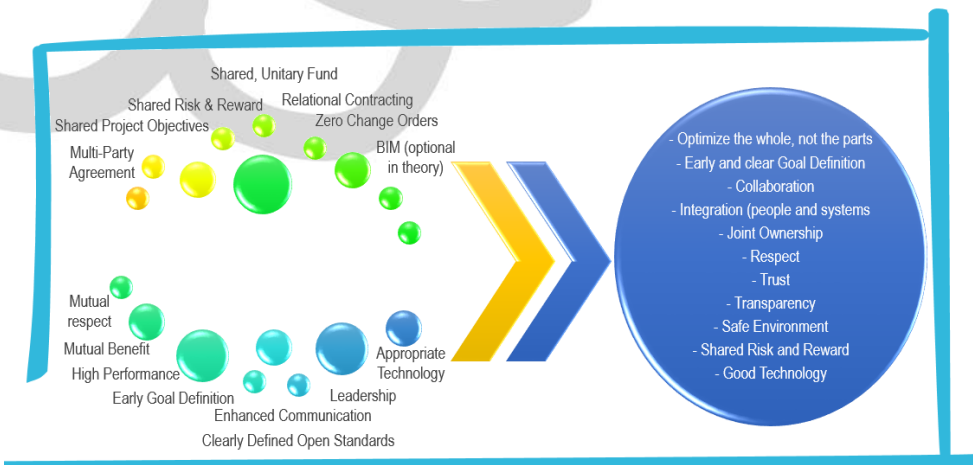 Shared, Unitary Fund
Shared Risk & Reward
Relational Contracting
Shared Project Objectives
Zero Change Orders
Multi-Party
Agreement
BIM (optional
in theory)
Mutual
respect
Mutual Benefit
High Performance
Early Goal Definition
Enhanced Communication
Clearly Defined Open Standards
Leadership
Appropriate
Technology
- Optimize the whole, not the parts
- Early and clear Goal Definition
- Collaboration
- Integration (people and systems
- Joint Ownership
- Respect
- Trust
- Transparency
- Safe Environment
- Shared Risk and Reward
- Good Technology